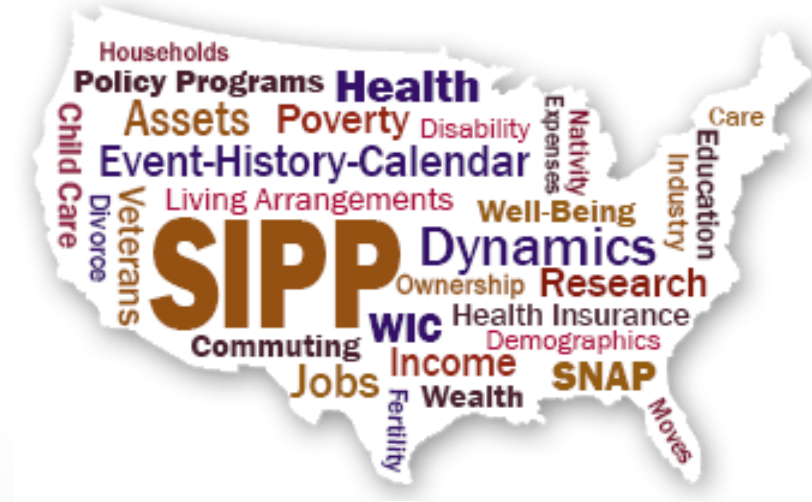 Households
Policy Programs
Health
Assets
Poverty
Disability
Expenses
Nativity
Care
Child Care
Event-History-Calendar
Education
Industry
Divorce
Veterans
Living Arrangements
Well-Being
SIPP
Dynamics
Ownership
Research
WIC
Health Insurance
Commuting
Demographics
Income
Jobs
SNAP
Fertility
Wealth
Moves